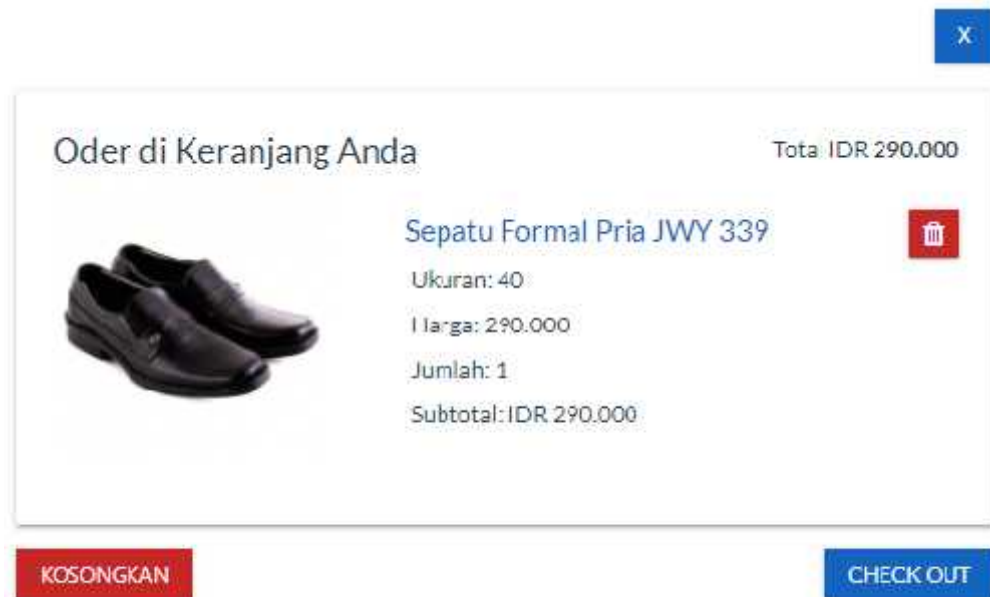 X
Oder di Keranjang Anda
Total IDR 290.000
Sepatu Formal Pria JWY 339
Ukuran: 40
Harga: 290.000
Jumlah: 1
Subtotal: IDR 290.000
KOSONGKAN
CHECK OUT